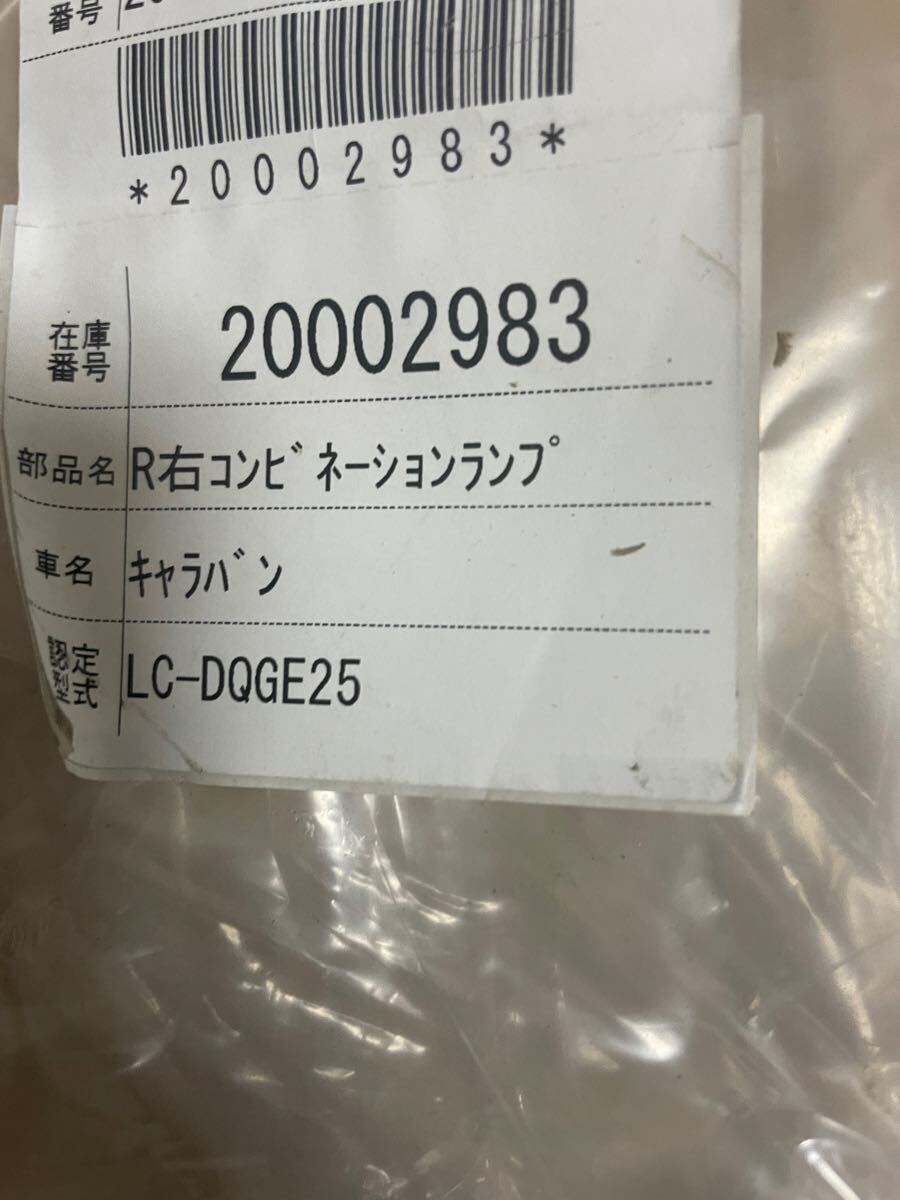 番号
*20002983*
在庫番号 20002983
部品名 R右ｺﾝﾋﾞﾈｰｼｮﾝﾗﾝﾌﾟ
車名 ｷｬﾗﾊﾞﾝ
認定型式 LC-DQGE25